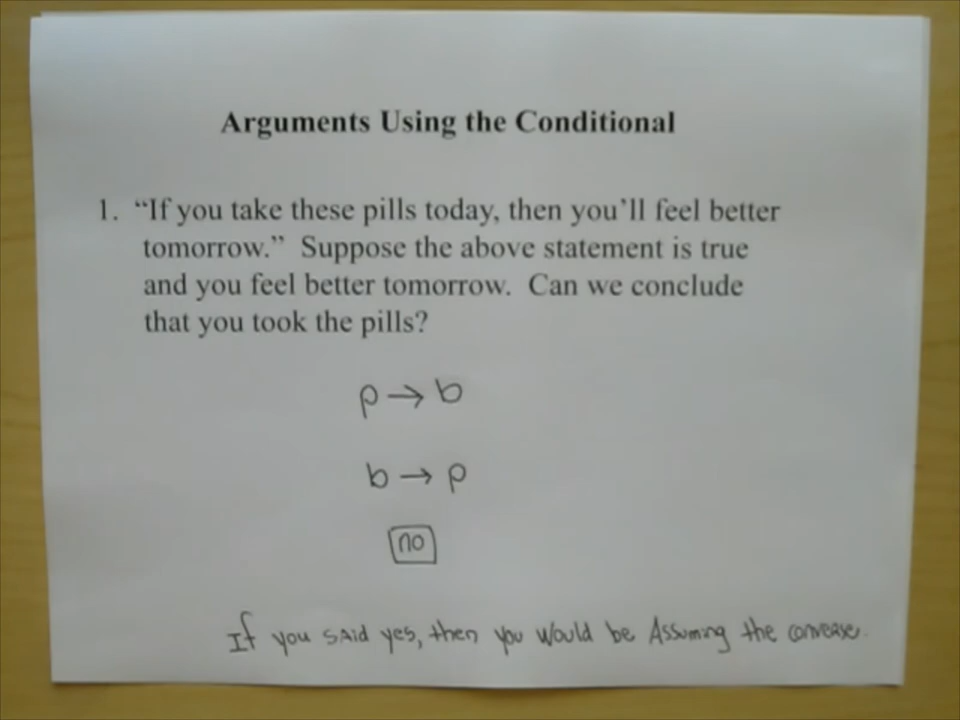 Arguments Using the Conditional
1. “If you take these pills today, then you’ll feel better
tomorrow.” Suppose the above statement is true
and you feel better tomorrow. Can we conclude
that you took the pills?
p → b
b → p
no
If you said yes, then you would be Assuming the converse.